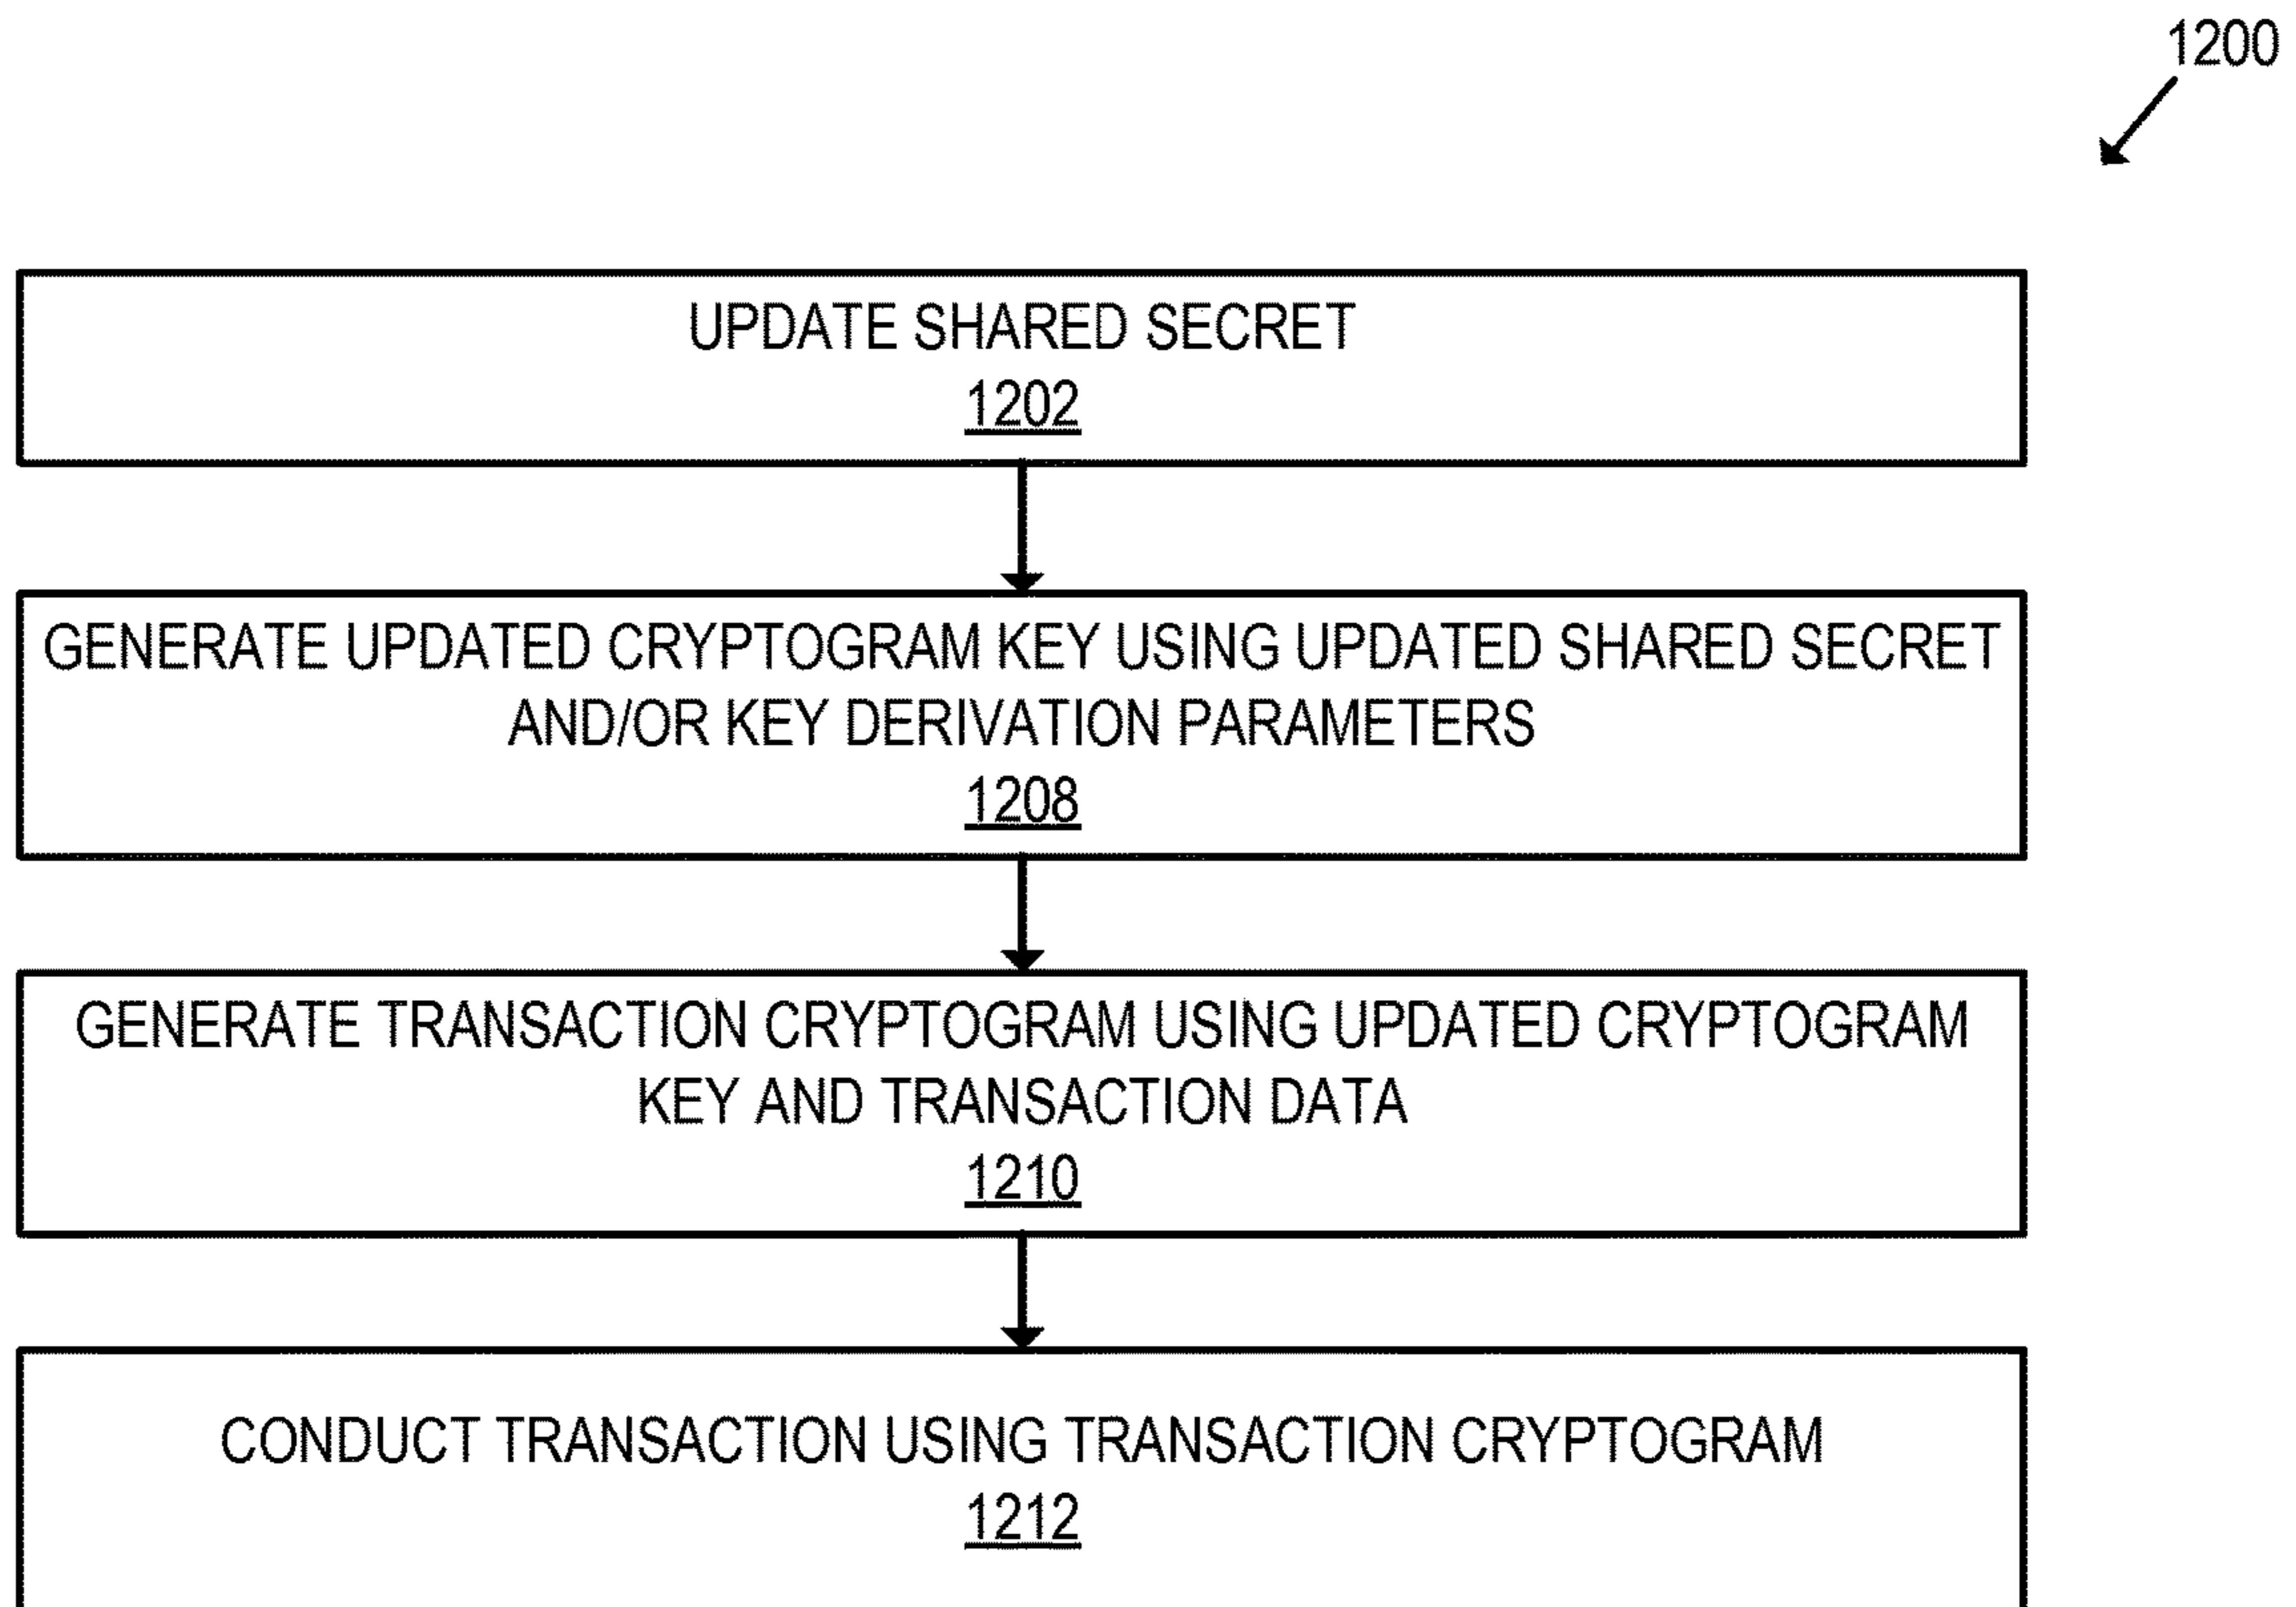 1200
UPDATE SHARED SECRET
1202
GENERATE UPDATED CRYPTOGRAM KEY USING UPDATED SHARED SECRET
AND/OR KEY DERIVATION PARAMETERS
1208
GENERATE TRANSACTION CRYPTOGRAM USING UPDATED CRYPTOGRAM
KEY AND TRANSACTION DATA
1210
CONDUCT TRANSACTION USING TRANSACTION CRYPTOGRAM
1212